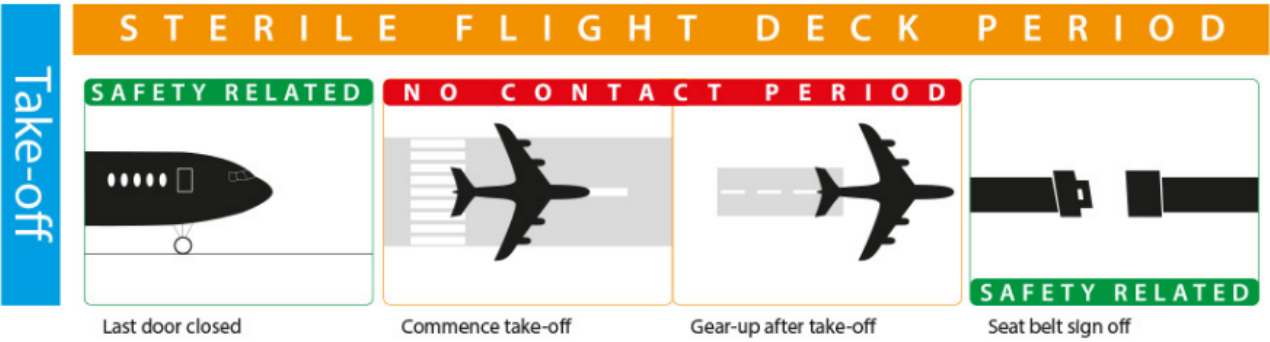 STERILE FLIGHT DECK PERIOD
Take-off
SAFETY RELATED
NO CONTACT PERIOD
SAFETY RELATED
Last door closed
Commence take-off
Gear-up after take-off
Seat belt sign off